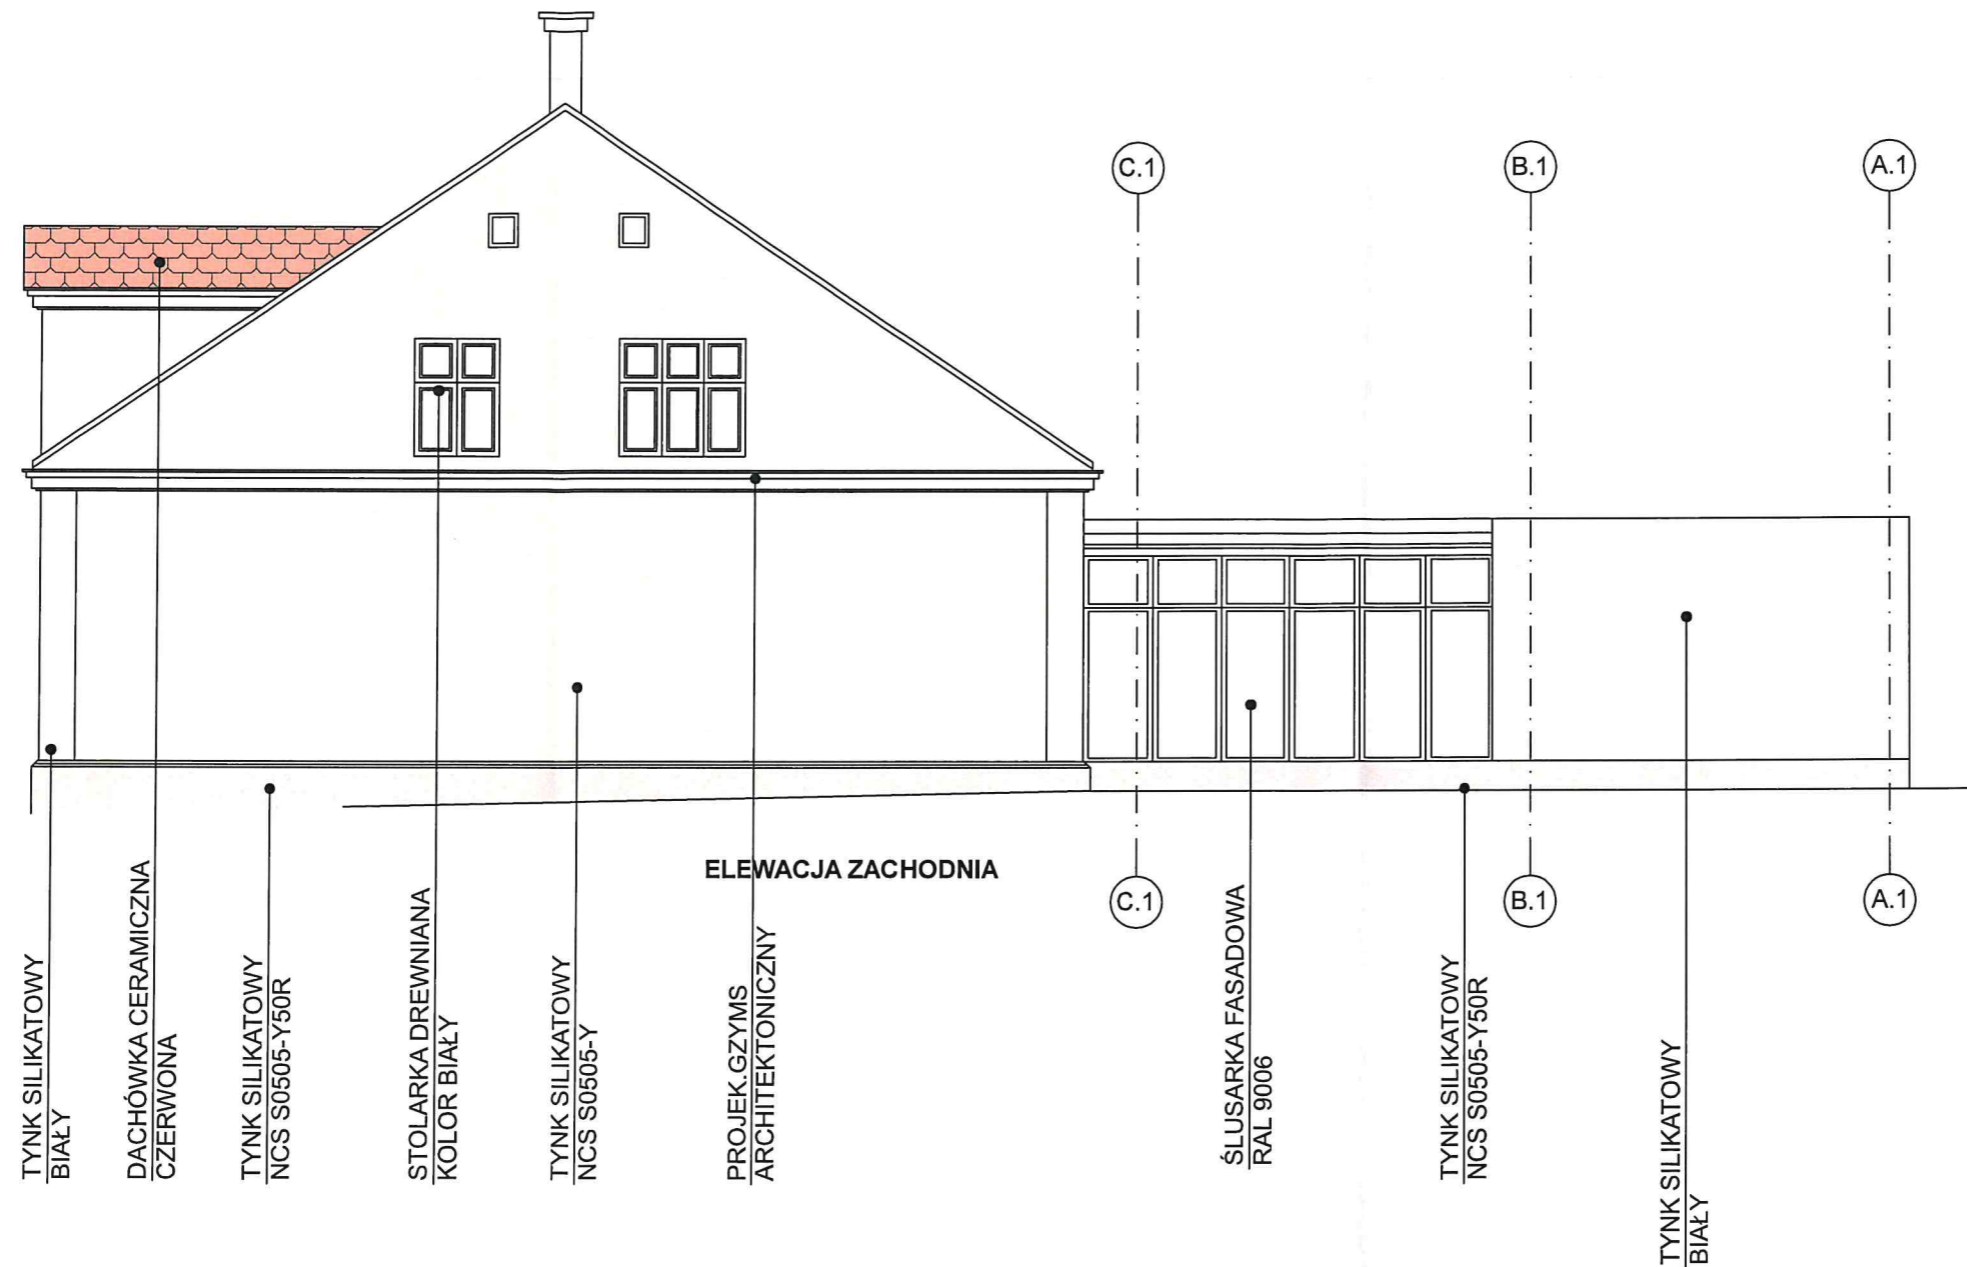 C.1
B.1
A.1
ELEWACJA ZACHODNIA
C.1
B.1
A.1
TYNK SILIKATOWY
BIAŁY
DACHÓWKA CERAMICZNA
CZERWONA
TYNK SILIKATOWY
NCS S0505-Y50R
STOLARKA DREWNIANA
KOLOR BIAŁY
TYNK SILIKATOWY
NCS S0505-Y
PROJEK.GZYMS
ARCHITEKTONICZNY
ŚLUSARKA FASADOWA
RAL 9006
TYNK SILIKATOWY
NCS S0505-Y50R
TYNK SILIKATOWY
BIAŁY